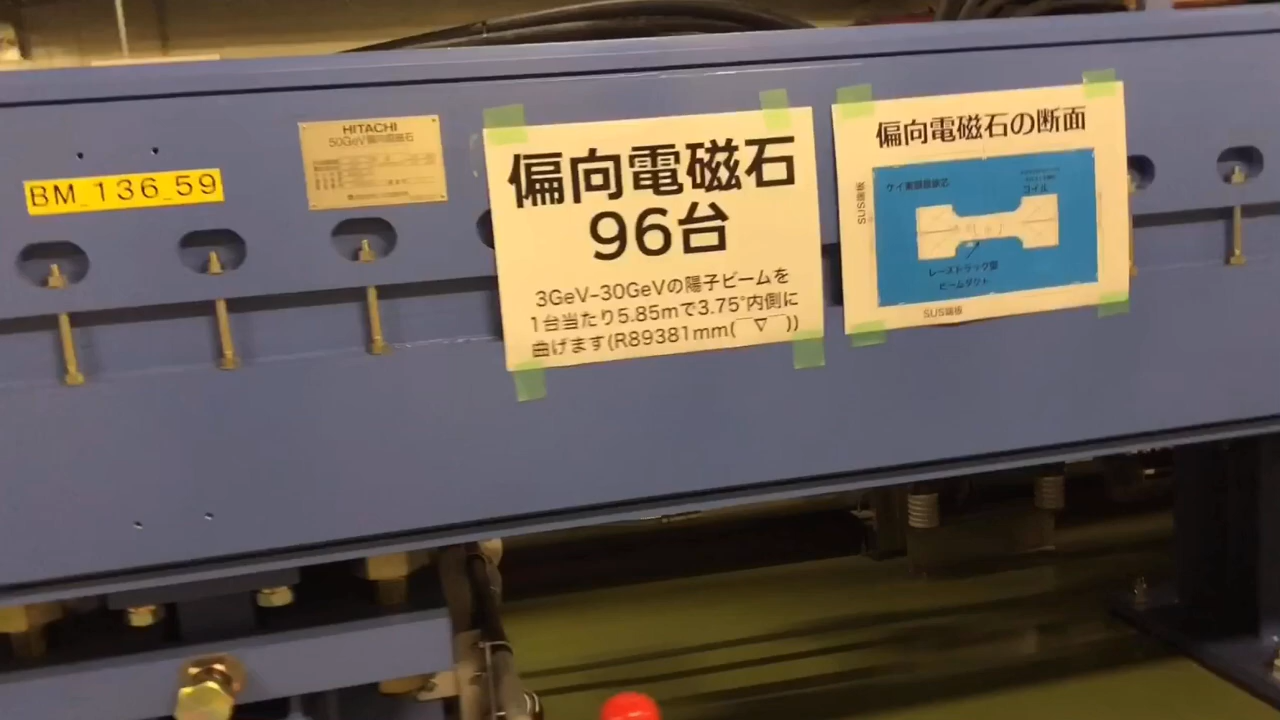 BM_136_59
HITACHI
50GeV偏向電磁石
偏向電磁石
96台
3GeV-30GeVの陽子ビームを
1台当たり5.85mで3.75°内側に
曲げます(R89381mm(￣▽￣))
偏向電磁石の断面
コイル
SUS端板
レーストラック型
ビームダクト
SUS端板